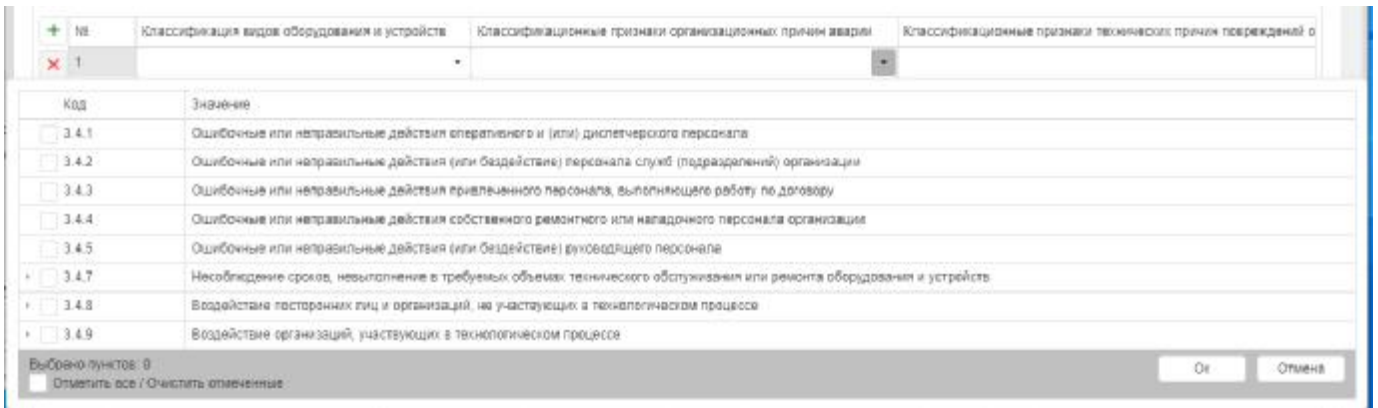 № Классификация видов оборудования и устройств Классификационные признаки организационных причин аварии Классификационные признаки технических причин повреждений о
1
Код Значение
3.4.1 Ошибочные или неправильные действия оперативного и (или) диспетчерского персонала
3.4.2 Ошибочные или неправильные действия (или бездействие) персонала служб (подразделений) организации
3.4.3 Ошибочные или неправильные действия привлеченного персонала, выполняющего работу по договору
3.4.4 Ошибочные или неправильные действия собственного ремонтного или наладочного персонала организации
3.4.5 Ошибочные или неправильные действия (или бездействие) руководящего персонала
3.4.7 Несоблюдение сроков, невыполнение в требуемых объемах технического обслуживания или ремонта оборудования и устройств
3.4.8 Воздействие посторонних лиц и организаций, не участвующих в технологическом процессе
3.4.9 Воздействие организаций, участвующих в технологическом процессе
Выбрано пунктов: 0
Отметить все / Очистить отмеченные
Ок Отмена